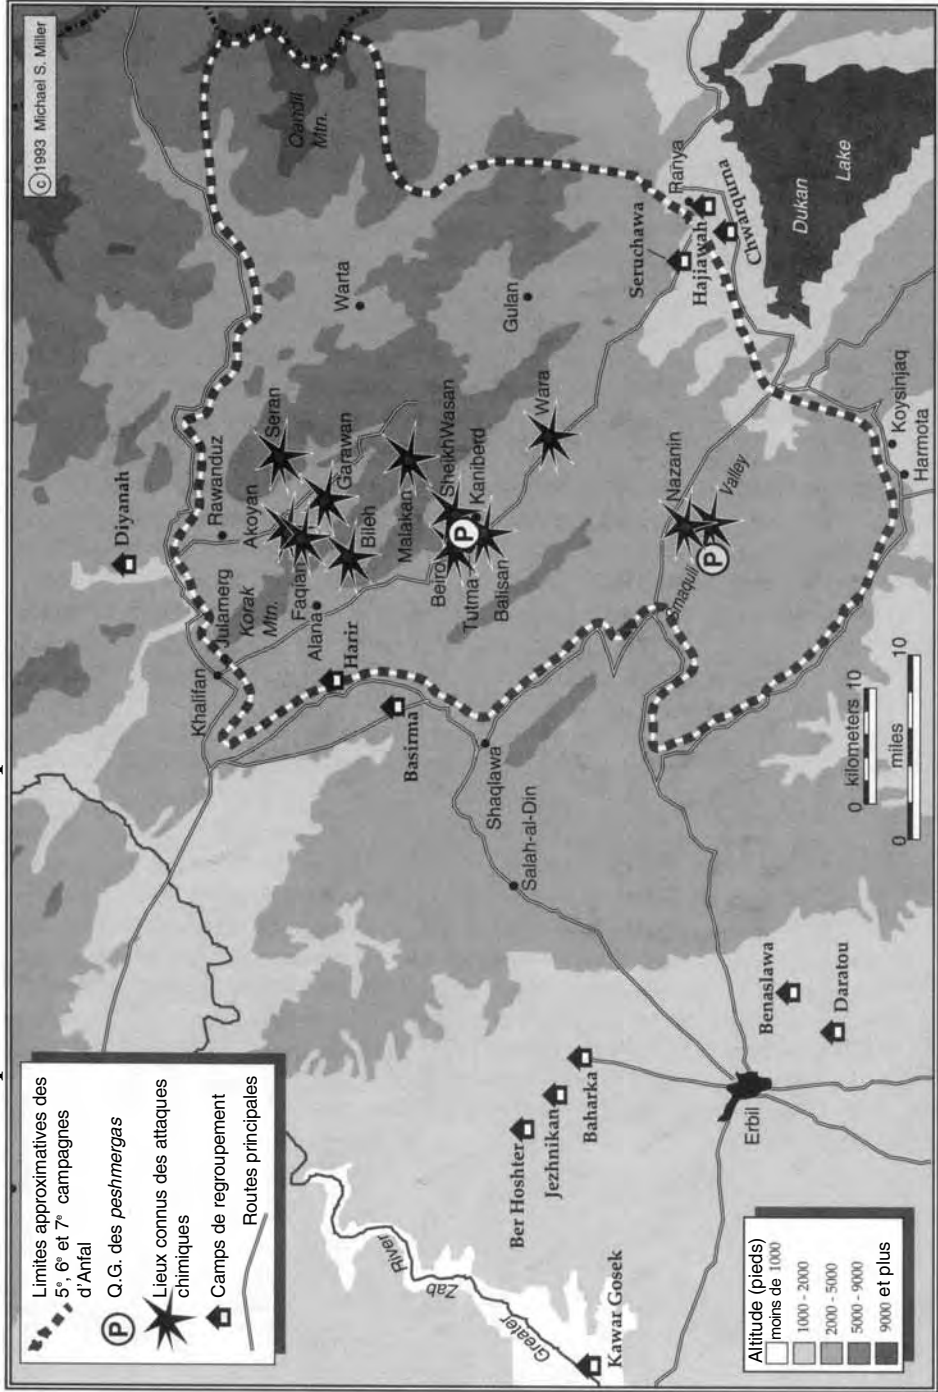 ©1993 Michael S. Miller
Limites approximatives des
5e, 6e et 7e campagnes
d'Anfal
Q.G. des peshmergas
Lieux connus des attaques
chimiques
Camps de regroupement
Routes principales
Diyanah
Khalifan
Julamerg
Rawanduz
Korak
Mtn.
Akoyan
Seran
Faqian
Garawan
Alana
Bileh
Harir
Malakan
Warta
Qandil
Mtn.
Basirma
Beiro
SheikhWasan
Kaniberd
Tutma
Balisan
Wara
Gulan
Shaqlawa
Salah-al-Din
Seruchawa
Ranya
Hajiawah
Chwarqurna
Dukan
Lake
Nazanin
Smaquli
Valley
Koysinjaq
Harmota
Greater
Zab
River
Kawar Gosek
Ber Hoshter
Jezhnikan
Baharka
Erbil
Benaslawa
Daratou
0 kilometers 10
0 miles 10
Altitude (pieds)
moins de 1000
1000 - 2000
2000 - 5000
5000 - 9000
9000 et plus
P
P
P